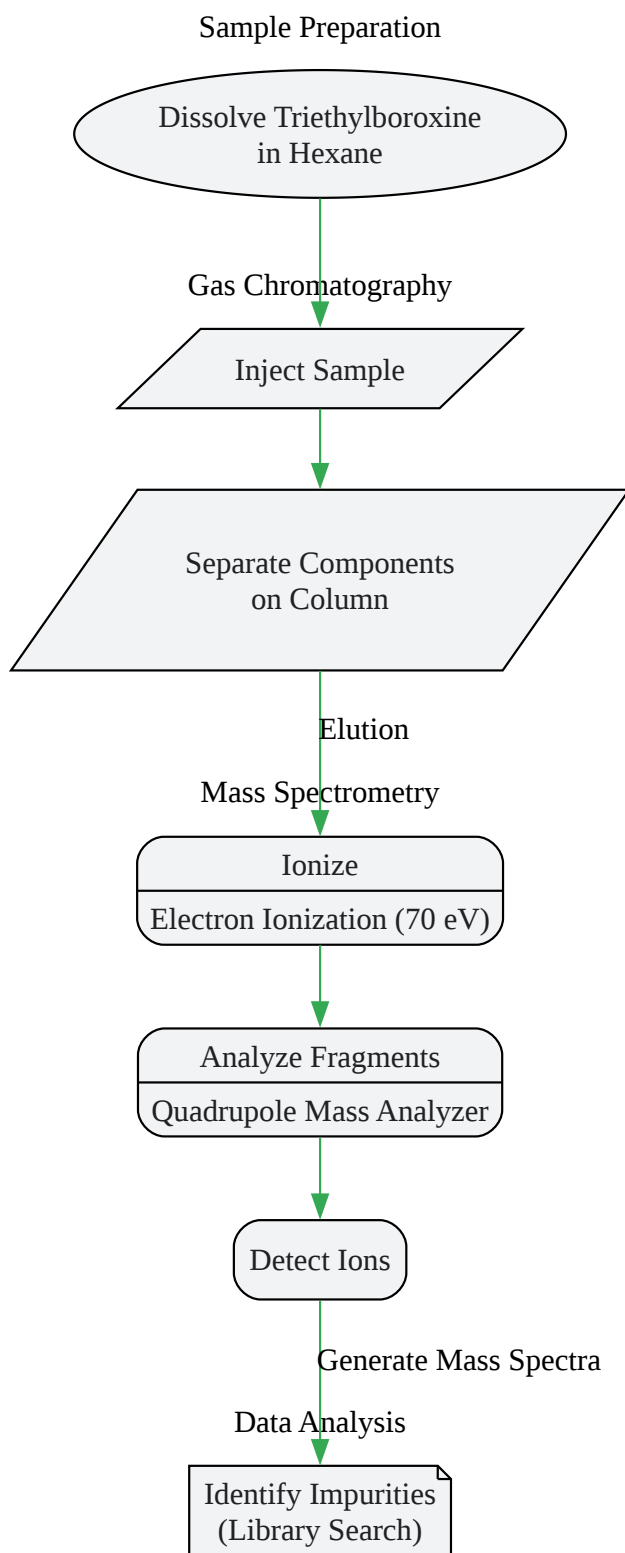 Sample Preparation
Dissolve Triethylboroxine
in Hexane
Gas Chromatography
Inject Sample
Separate Components
on Column
Elution
Mass Spectrometry
Ionize
Electron Ionization (70 eV)
Analyze Fragments
Quadrupole Mass Analyzer
Detect Ions
Generate Mass Spectra
Data Analysis
Identify Impurities
(Library Search)